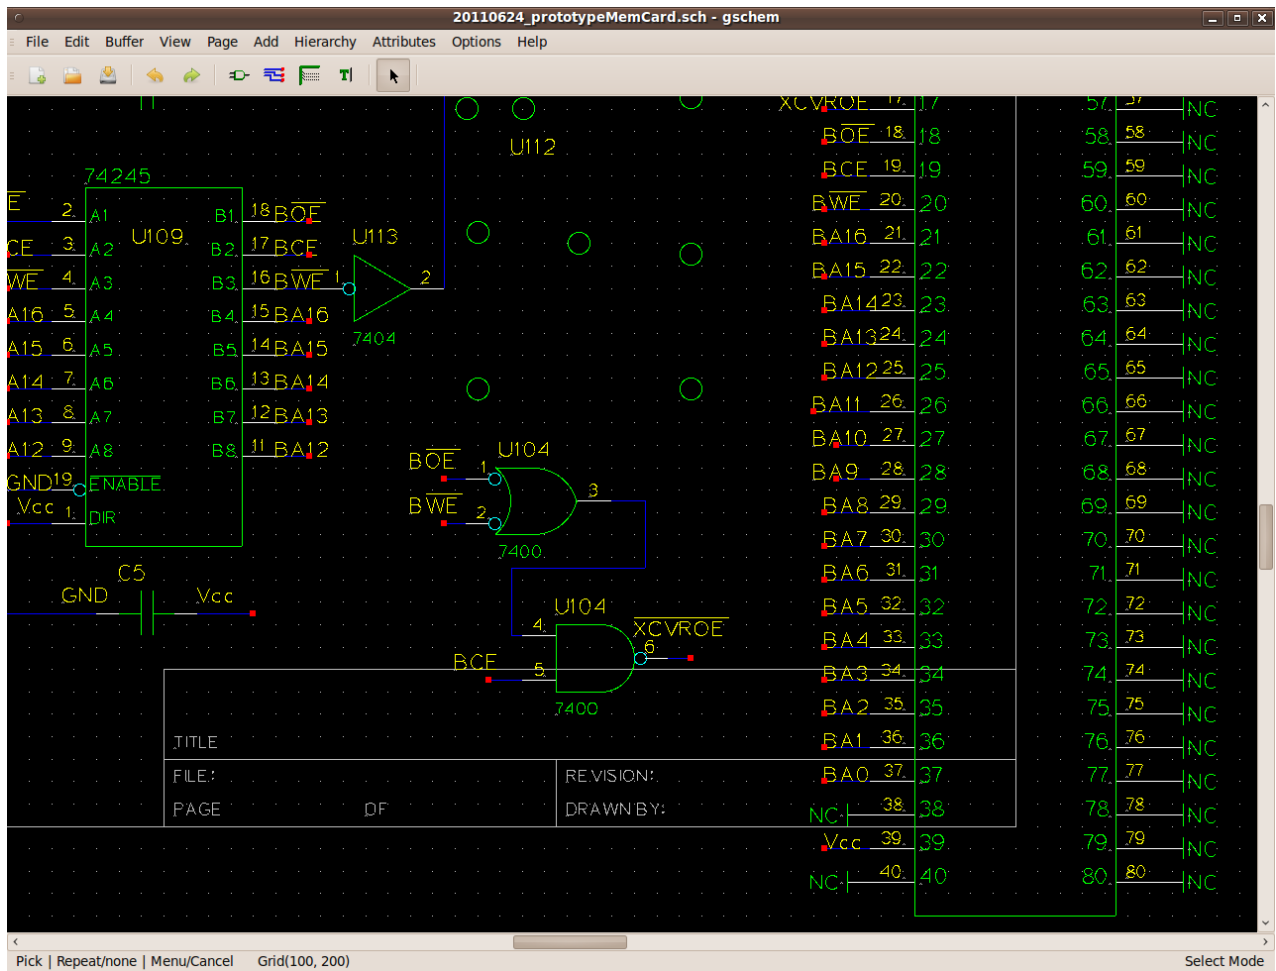 20110624_prototypeMemCard.sch - gschem
File Edit Buffer View Page Add Hierarchy Attributes Options Help
XCVROE 17 17 57 57 NC
U112
BOE 18 18 58 58 NC
74245
BCE 19 19 59 59 NC
E 2 A1 B1 18 BOE
BWE 20 20 60 60 NC
U109
U113
CE 3 A2 B2 17 BCE
BA16 21 21 61 61 NC
WE 4 A3 B3 16 BWE 1 2
BA15 22 22 62 62 NC
A16 5 A4 B4 15 BA16
BA14 23 23 63 63 NC
7404
A15 6 A5 B5 14 BA15
BA13 24 24 64 64 NC
A14 7 A6 B6 13 BA14
BA12 25 25 65 65 NC
A13 8 A7 B7 12 BA13
BA11 26 26 66 66 NC
A12 9 A8 B8 11 BA12
BA10 27 27 67 67 NC
U104
BOE 1
BA9 28 28 68 68 NC
GND 19 ENABLE
3
Vcc 1 DIR
BWE 2
BA8 29 29 69 69 NC
7400
BA7 30 30 70 70 NC
C5
BA6 31 31 71 71 NC
GND Vcc
U104
BA5 32 32 72 72 NC
4 XCVROE
6
BA4 33 33 73 73 NC
BCE 5
BA3 34 34 74 74 NC
7400
BA2 35 35 75 75 NC
TITLE
BA1 36 36 76 76 NC
FILE: REVISION:
BA0 37 37 77 77 NC
PAGE OF DRAWN BY:
NC 38 38 78 78 NC
Vcc 39 39 79 79 NC
NC 40 40 80 80 NC
Pick | Repeat/none | Menu/Cancel Grid(100, 200) Select Mode